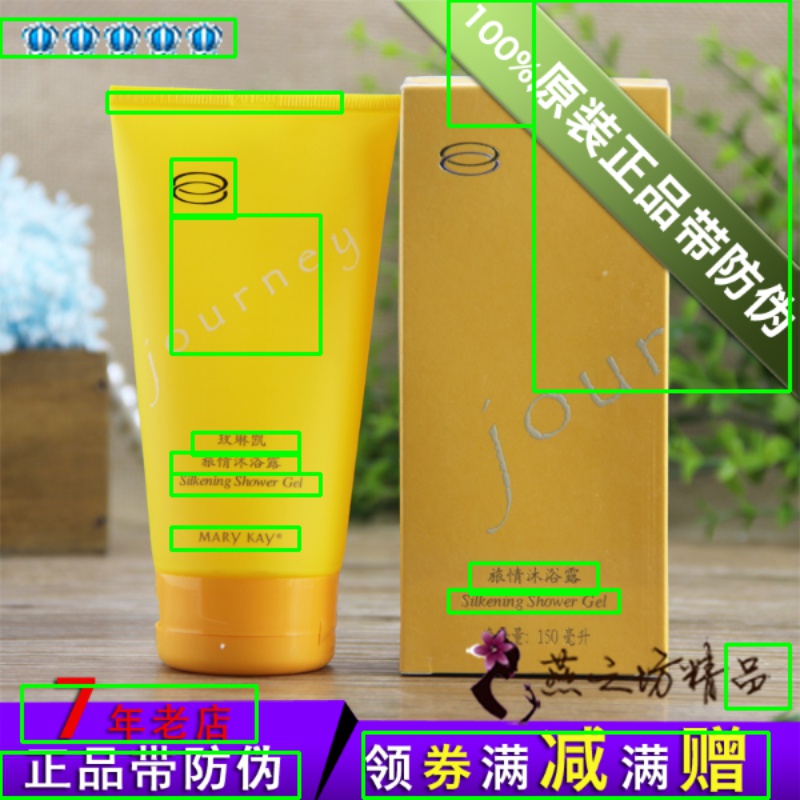 100%原装正品带防伪
journey
玫琳凯
旅情沐浴露
Silkening Shower Gel
MARY KAY®
journ
旅情沐浴露
Silkening Shower Gel
量: 150毫升
燕之坊精品
7年老店
正品带防伪
领券满减满赠